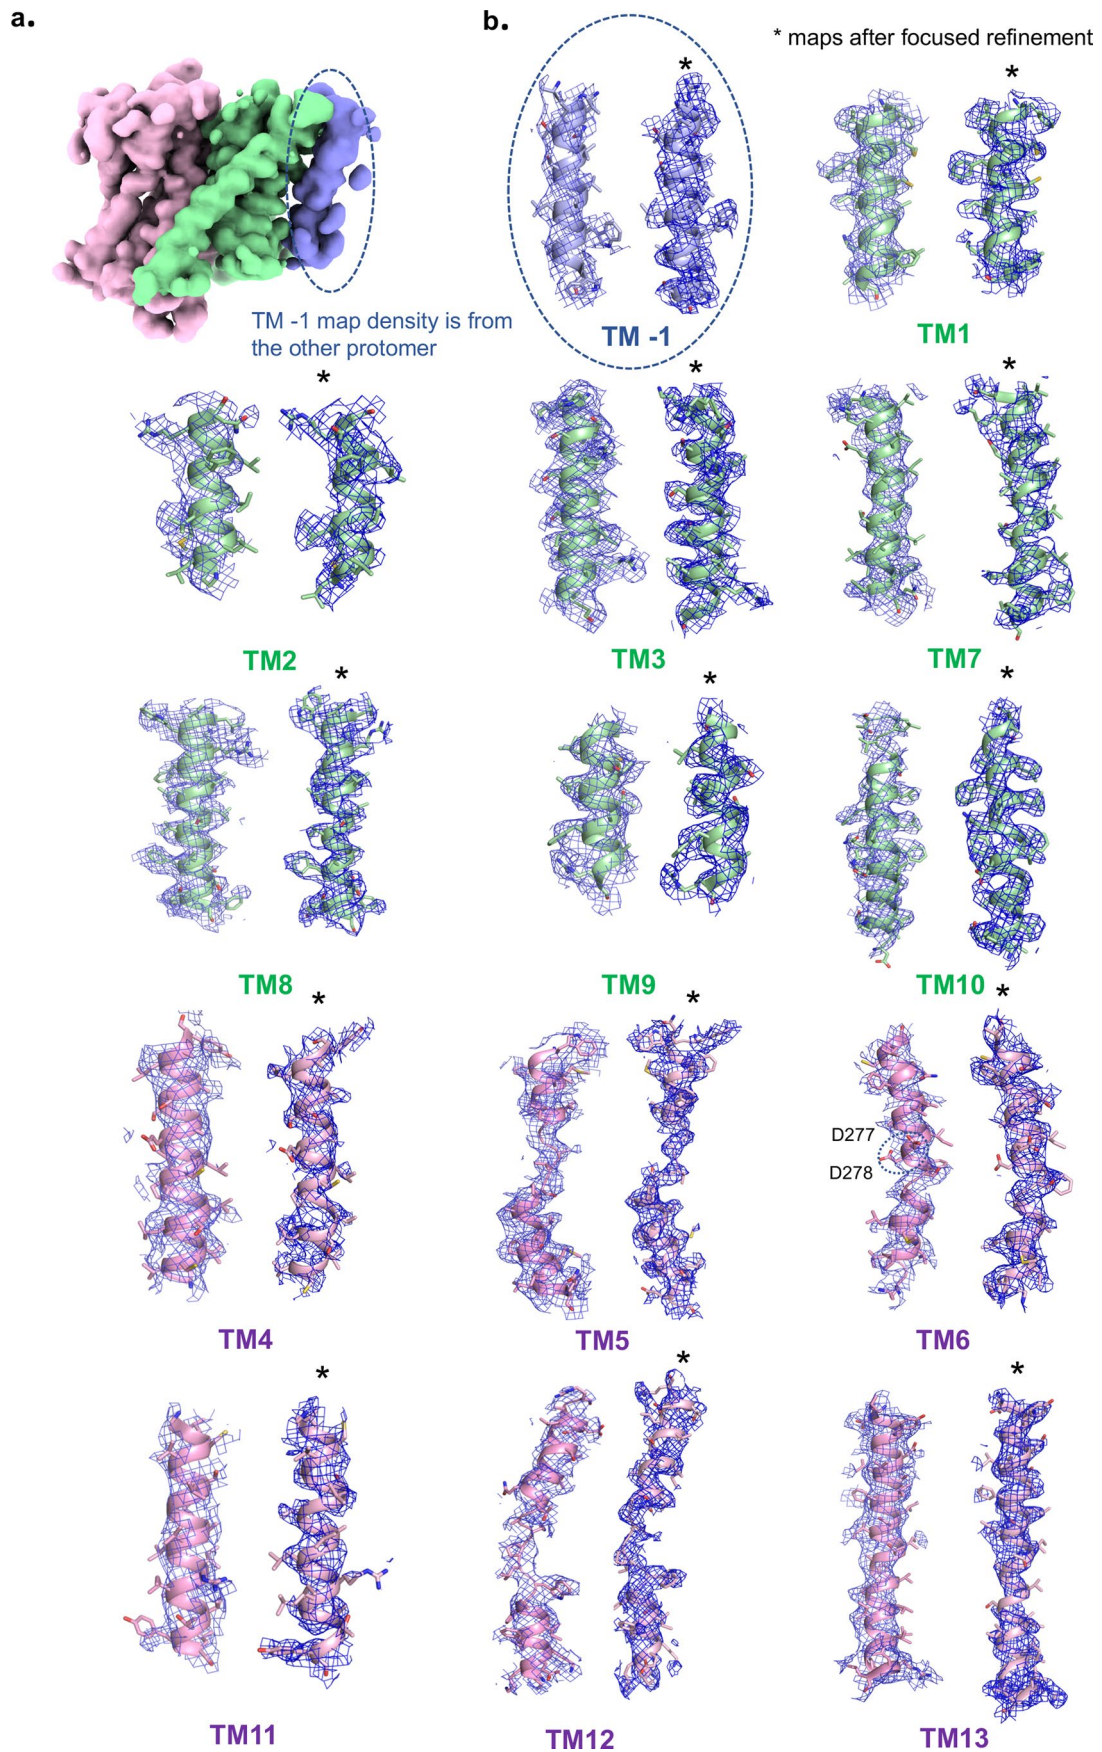 a.
b.
* maps after focused refinement
*
*
TM -1 map density is from
the other protomer
TM -1
TM1
*
*
*
TM2
TM3
TM7
*
*
*
TM8
TM9
TM10
*
*
*
D277
D278
TM4
TM5
TM6
*
*
*
TM11
TM12
TM13